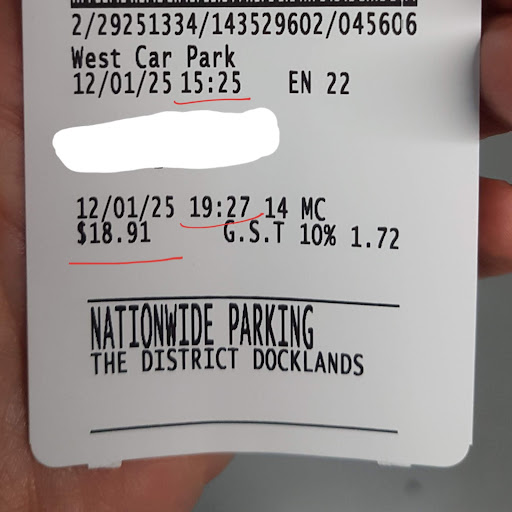 2/29251334/143529602/045606
West Car Park
12/01/25 15:25 EN 22
12/01/25 19:27 14 MC
$18.91 G.S.T 10% 1.72
NATIONWIDE PARKING
THE DISTRICT DOCKLANDS